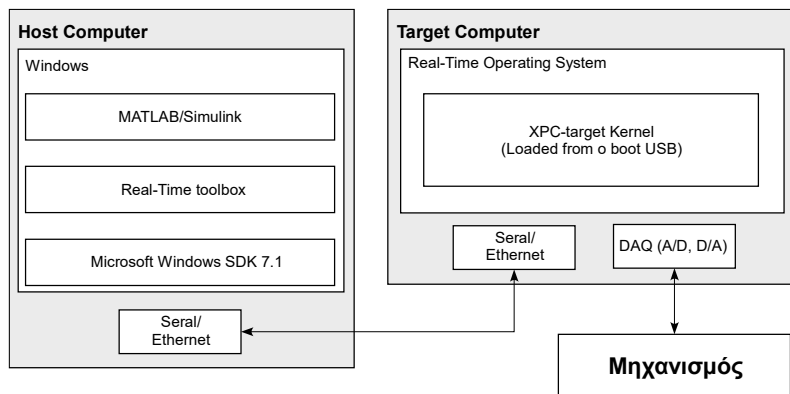 Host Computer
Windows
MATLAB/Simulink
Real-Time toolbox
Microsoft Windows SDK 7.1
Seral/
Ethernet
Target Computer
Real-Time Operating System
XPC-target Kernel
(Loaded from o boot USB)
Seral/
Ethernet
DAQ (A/D, D/A)
Μηχανισμός